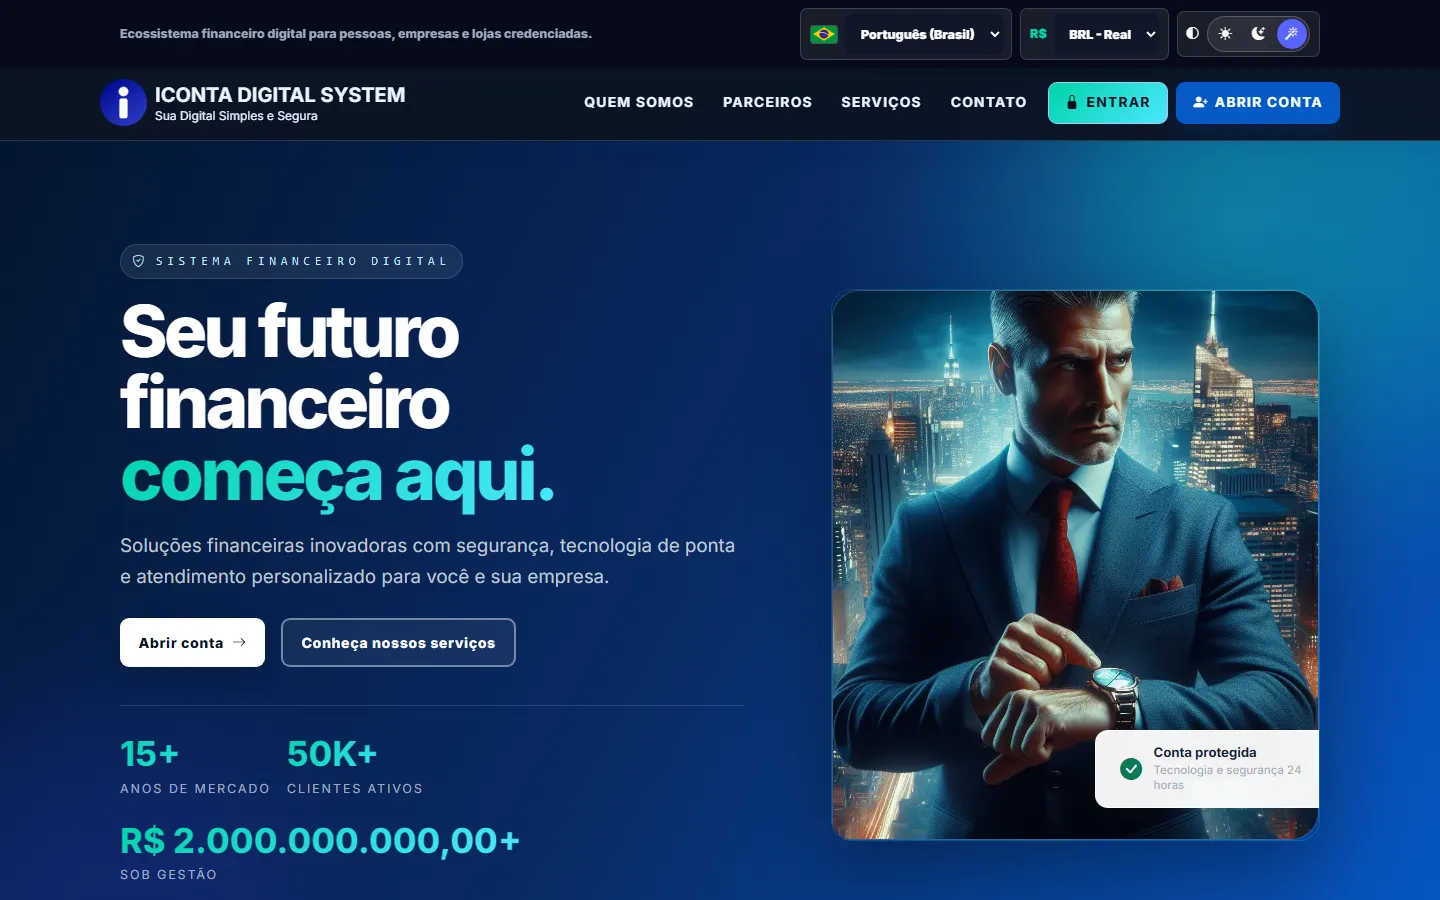 Ecossistema financeiro digital para pessoas, empresas e lojas credenciadas.
Português (Brasil)
R$ BRL - Real
ICONTA DIGITAL SYSTEM
Sua Digital Simples e Segura
QUEM SOMOS
PARCEIROS
SERVIÇOS
CONTATO
ENTRAR
ABRIR CONTA
SISTEMA FINANCEIRO DIGITAL
Seu futuro
financeiro
começa aqui.
Soluções financeiras inovadoras com segurança, tecnologia de ponta
e atendimento personalizado para você e sua empresa.
Abrir conta
Conheça nossos serviços
15+
ANOS DE MERCADO
50K+
CLIENTES ATIVOS
R$ 2.000.000.000,00+
SOB GESTÃO
Conta protegida
Tecnologia e segurança 24
horas